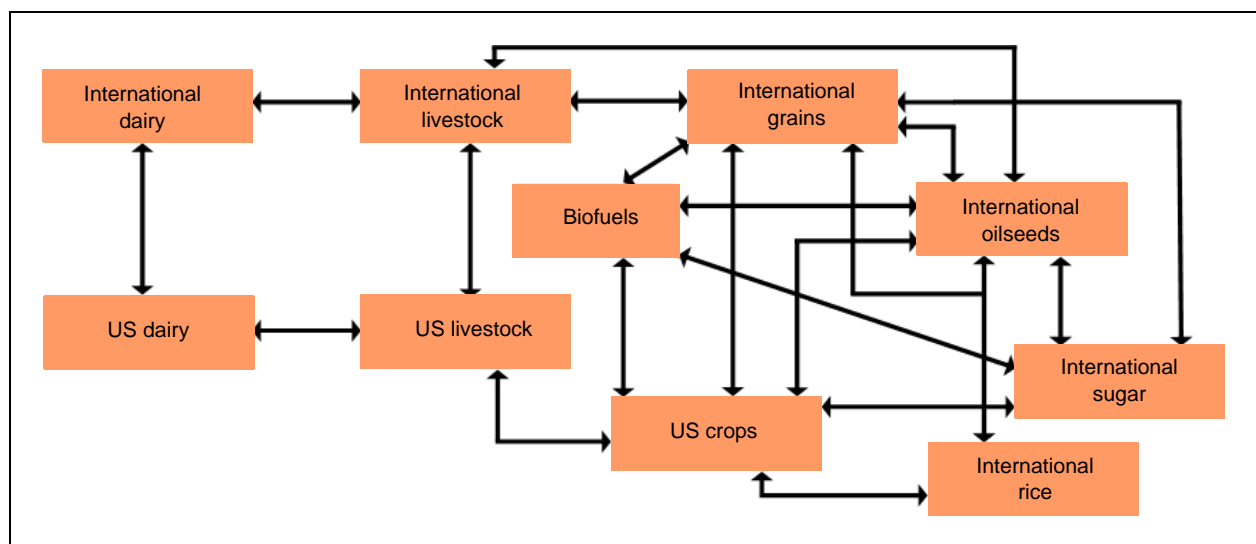 International
dairy
International
livestock
International
grains
Biofuels
International
oilseeds
US dairy
US livestock
International
sugar
US crops
International
rice